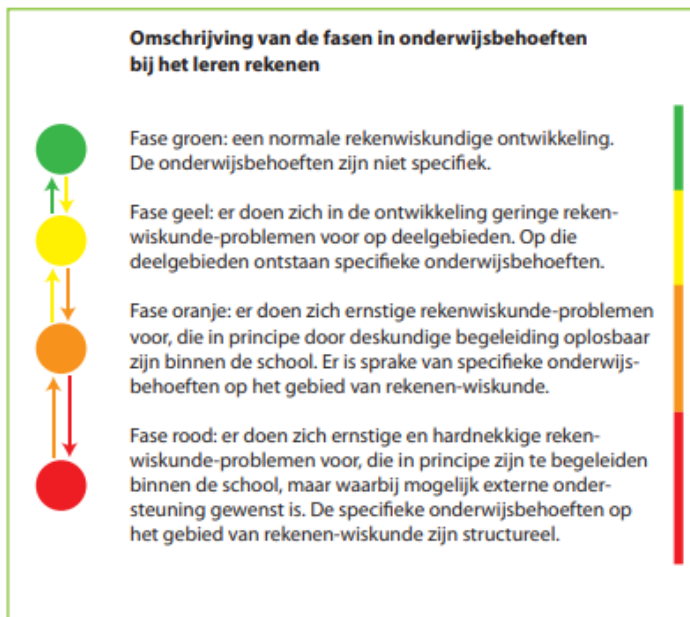 Omschrijving van de fasen in onderwijsbehoeften
bij het leren rekenen
Fase groen: een normale rekenwiskundige ontwikkeling.
De onderwijsbehoeften zijn niet specifiek.
Fase geel: er doen zich in de ontwikkeling geringe reken-
wiskunde-problemen voor op deelgebieden. Op die
deelgebieden ontstaan specifieke onderwijsbehoeften.
Fase oranje: er doen zich ernstige rekenwiskunde-problemen
voor, die in principe door deskundige begeleiding oplosbaar
zijn binnen de school. Er is sprake van specifieke onderwijs-
behoeften op het gebied van rekenen-wiskunde.
Fase rood: er doen zich ernstige en hardnekkige reken-
wiskunde-problemen voor, die in principe zijn te begeleiden
binnen de school, maar waarbij mogelijk externe onder-
steuning gewenst is. De specifieke onderwijsbehoeften op
het gebied van rekenen-wiskunde zijn structureel.